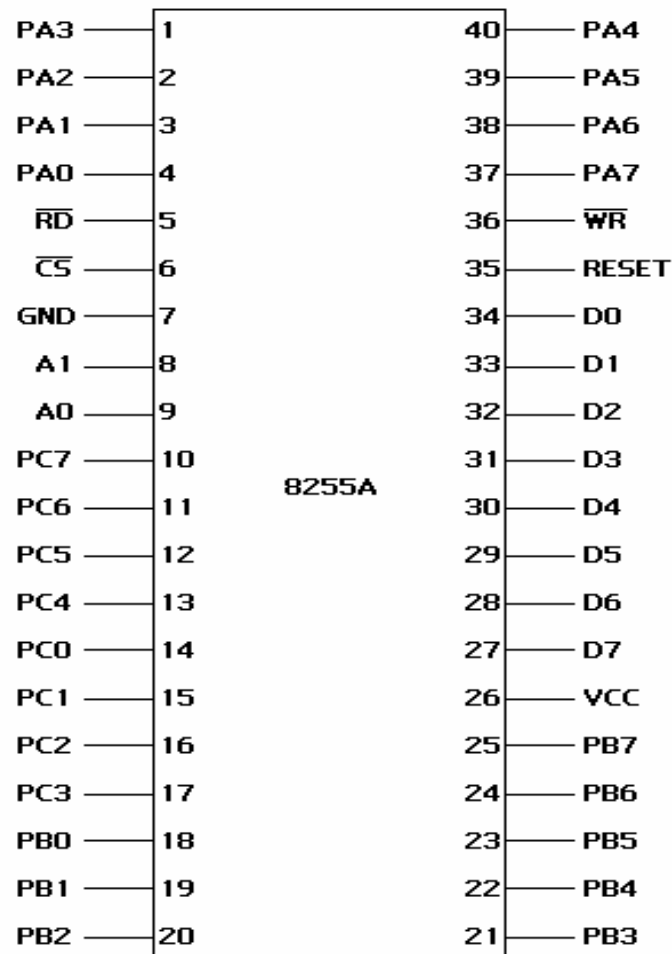 PA3 1 40 PA4
PA2 2 39 PA5
PA1 3 38 PA6
PA0 4 37 PA7
R̅D̅ 5 36 W̅R̅
C̅S̅ 6 35 RESET
GND 7 34 D0
A1 8 33 D1
A0 9 32 D2
PC7 10 31 D3
8255A
PC6 11 30 D4
PC5 12 29 D5
PC4 13 28 D6
PC0 14 27 D7
PC1 15 26 VCC
PC2 16 25 PB7
PC3 17 24 PB6
PB0 18 23 PB5
PB1 19 22 PB4
PB2 20 21 PB3